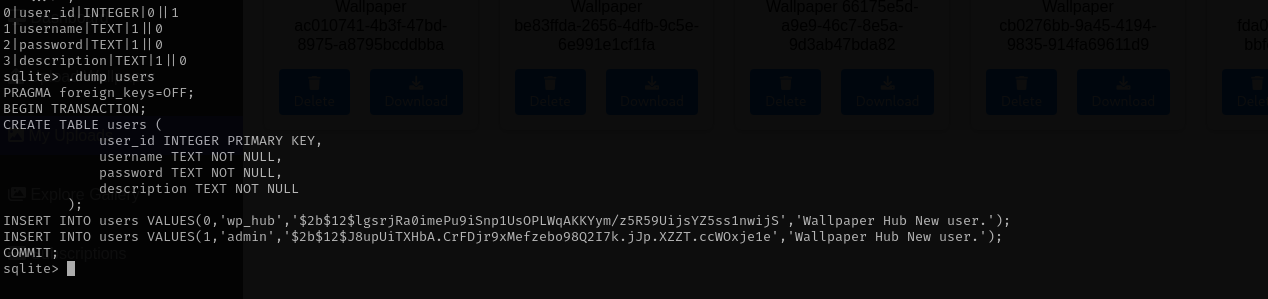 0|user_id|INTEGER|0||1
1|username|TEXT|1||0
2|password|TEXT|1||0
3|description|TEXT|1||0
sqlite> .dump users
PRAGMA foreign_keys=OFF;
BEGIN TRANSACTION;
CREATE TABLE users (
user_id INTEGER PRIMARY KEY,
username TEXT NOT NULL,
password TEXT NOT NULL,
description TEXT NOT NULL
);
INSERT INTO users VALUES(0,'wp_hub','$2b$12$lgsrjRa0imePu9iSnp1UsOPLWqAKKYym/z5R59UijsYZ5ss1nwijS','Wallpaper Hub New user.');
INSERT INTO users VALUES(1,'admin','$2b$12$J8upUiTXHbA.CrFDjr9xMefzebo98Q2I7k.jJp.XZZT.ccWOxje1e','Wallpaper Hub New user.');
COMMIT;
sqlite>
Wallpaper
ac010741-4b3f-47bd-
8975-a8795bcddbba
Delete
Download
Wallpaper
be83ffda-2656-4dfb-9c5e-
6e991e1cf1fa
Delete
Download
Wallpaper 66175e5d-
a9e9-46c7-8e5a-
9d3ab47bda82
Delete
Download
Wallpaper
cb0276bb-9a45-4194-
9835-914fa69611d9
Delete
Download
My
Explore Gallery